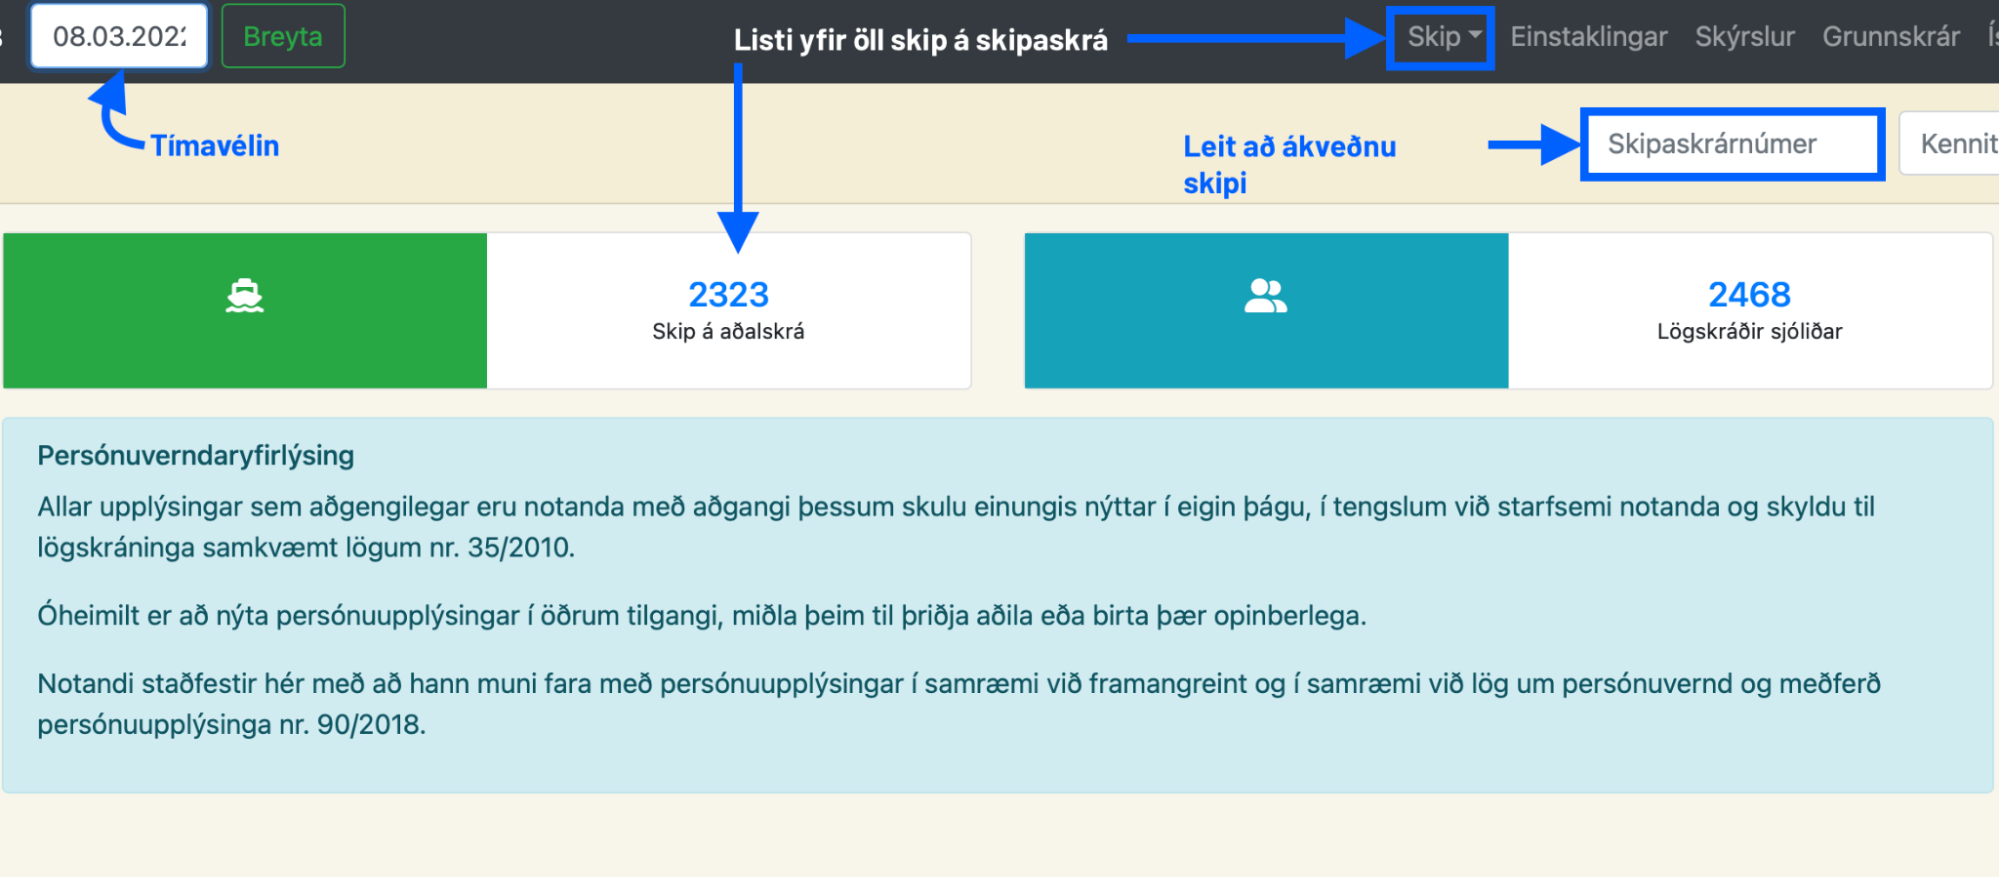 08.03.202
Breyta
Listi yfir öll skip á skipaskrá
Skip
Einstaklingar
Skýrslur
Grunnskrár
Tímavélin
Leit að ákveðnu
skipi
Skipaskrárnúmer
Kennit
2323
Skip á aðalskrá
2468
Lögskráðir sjóliðar
Persónuverndaryfirlýsing
Allar upplýsingar sem aðgengilegar eru notanda með aðgangi þessum skulu einungis nýttar í eigin þágu, í tengslum við starfsemi notanda og skyldu til
lögskráninga samkvæmt lögum nr. 35/2010.
Óheimilt er að nýta persónuupplýsingar í öðrum tilgangi, miðla þeim til þriðja aðila eða birta þær opinberlega.
Notandi staðfestir hér með að hann muni fara með persónuupplýsingar í samræmi við framangreint og í samræmi við lög um persónuvernd og meðferð
persónuupplýsinga nr. 90/2018.